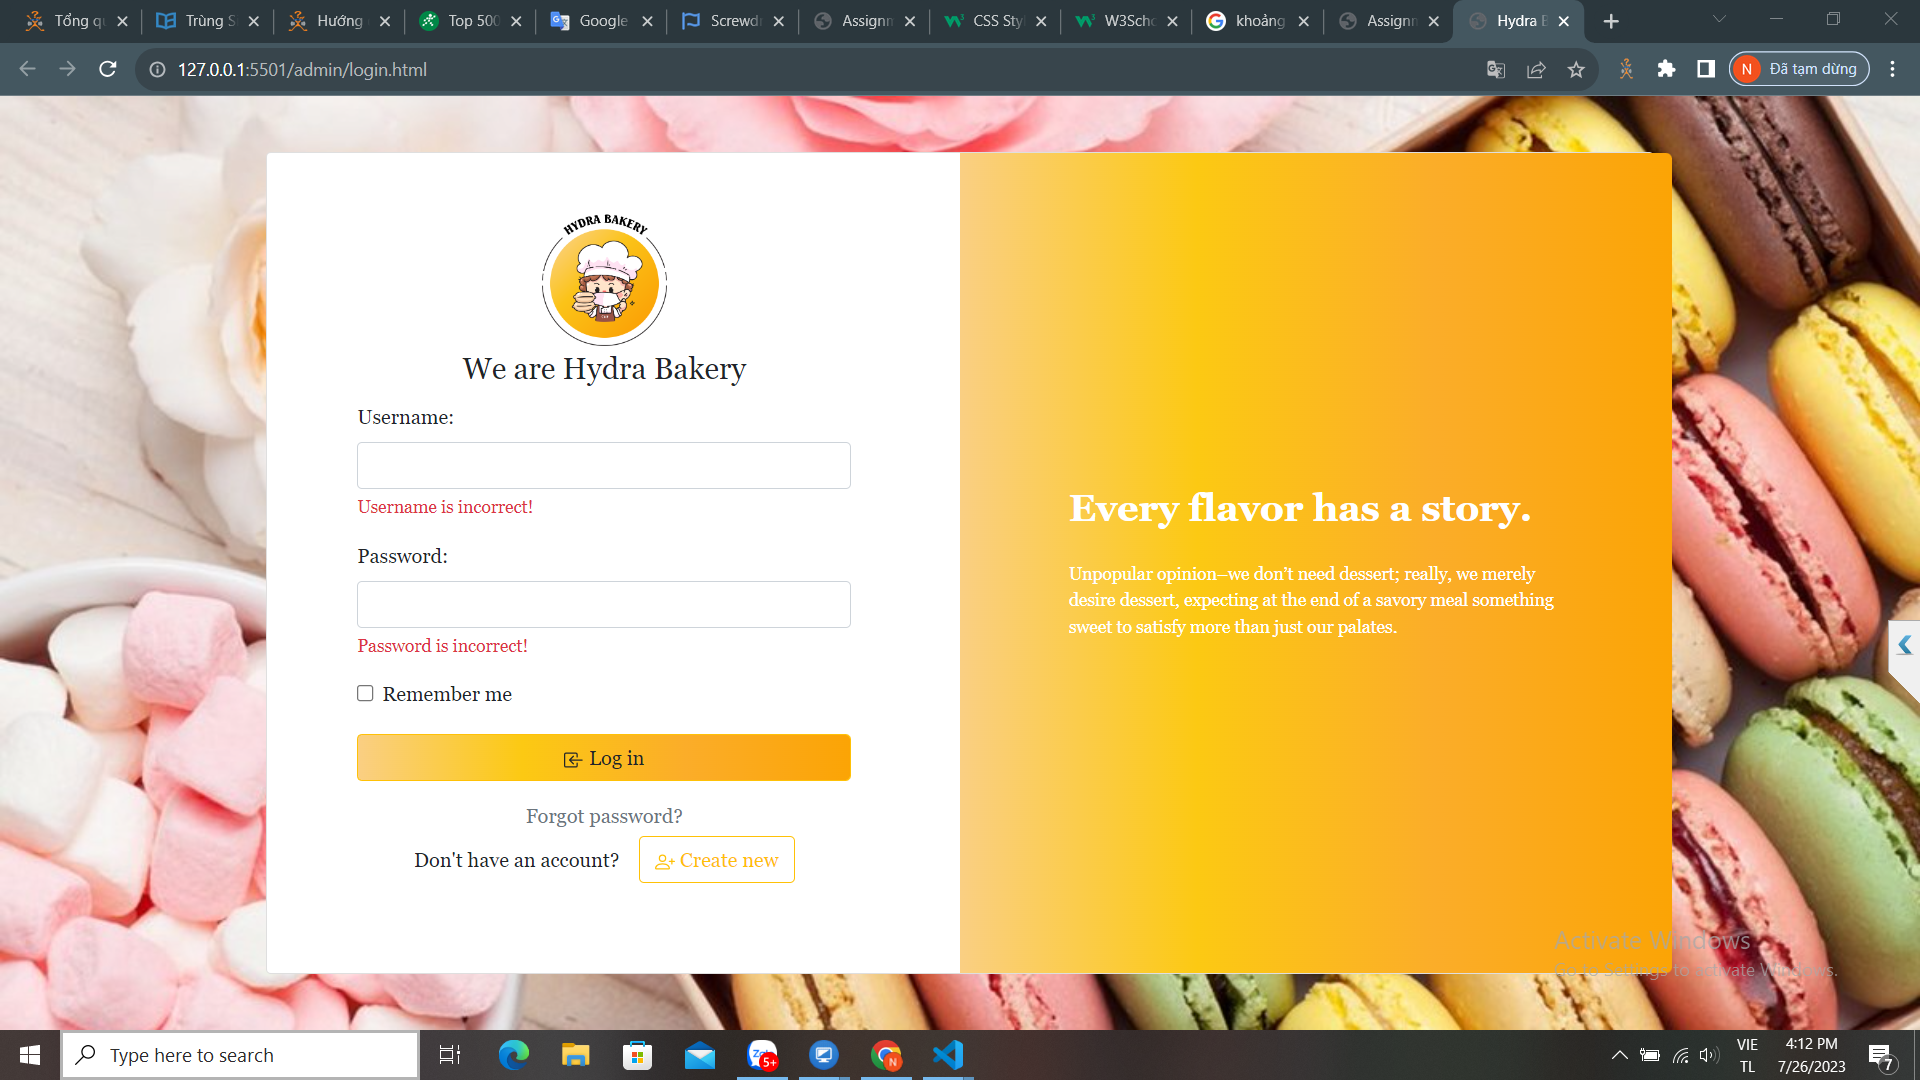 Tổng qu
Trùng S
Hướng
Top 500
Google
Screwdr
Assignm
CSS Sty
W3Scho
khoảng
Assignm
Hydra B
127.0.0.1:5501/admin/login.html
N
Đã tạm dừng
HYDRA BAKERY
We are Hydra Bakery
Username:
Username is incorrect!
Password:
Password is incorrect!
Remember me
Log in
Forgot password?
Don't have an account?
Create new
Every flavor has a story.
Unpopular opinion—we don’t need dessert; really, we merely
desire dessert, expecting at the end of a savory meal something
sweet to satisfy more than just our palates.
Activate Windows
Go to Settings to activate Windows.
Type here to search
5+
N
VIE
TL
4:12 PM
7/26/2023
7